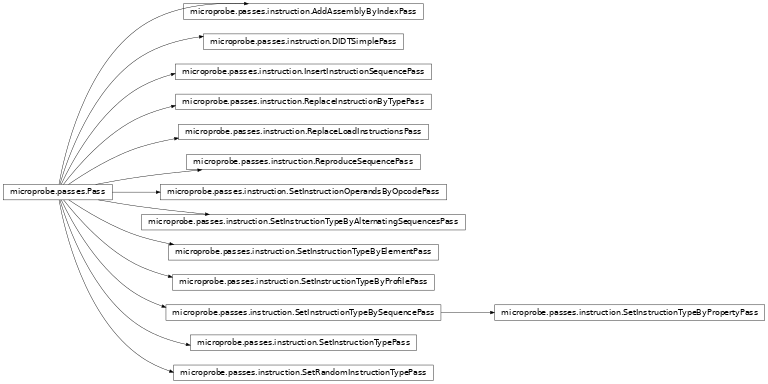 microprobe.passes.instruction.AddAssemblyByIndexPass
microprobe.passes.instruction.DIDTSimplePass
microprobe.passes.instruction.InsertInstructionSequencePass
microprobe.passes.instruction.ReplaceInstructionByTypePass
microprobe.passes.instruction.ReplaceLoadInstructionsPass
microprobe.passes.instruction.ReproduceSequencePass
microprobe.passes.Pass
microprobe.passes.instruction.SetInstructionOperandsByOpcodePass
microprobe.passes.instruction.SetInstructionTypeByAlternatingSequencesPass
microprobe.passes.instruction.SetInstructionTypeByElementPass
microprobe.passes.instruction.SetInstructionTypeByProfilePass
microprobe.passes.instruction.SetInstructionTypeBySequencePass
microprobe.passes.instruction.SetInstructionTypeByPropertyPass
microprobe.passes.instruction.SetInstructionTypePass
microprobe.passes.instruction.SetRandomInstructionTypePass